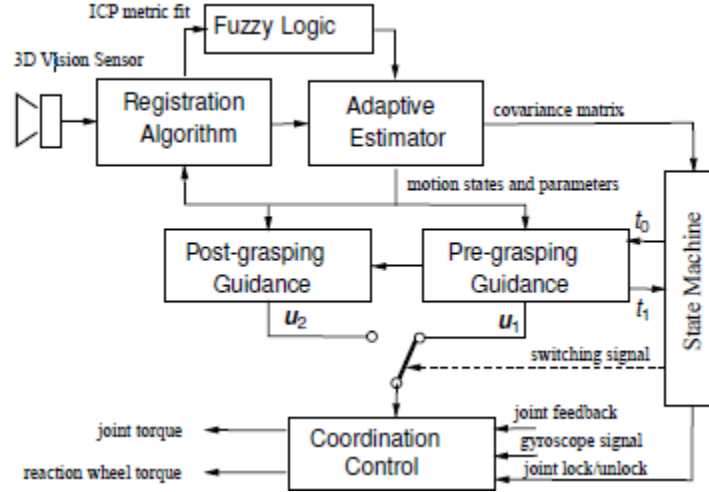 ICP metric fit
Fuzzy Logic
3D Vision Sensor
Registration
Algorithm
Adaptive
Estimator
covariance matrix
motion states and parameters
Post-grasping
Guidance
Pre-grasping
Guidance
t0
t1
State Machine
u2
u1
switching signal
joint torque
reaction wheel torque
Coordination
Control
joint feedback
gyroscope signal
joint lock/unlock